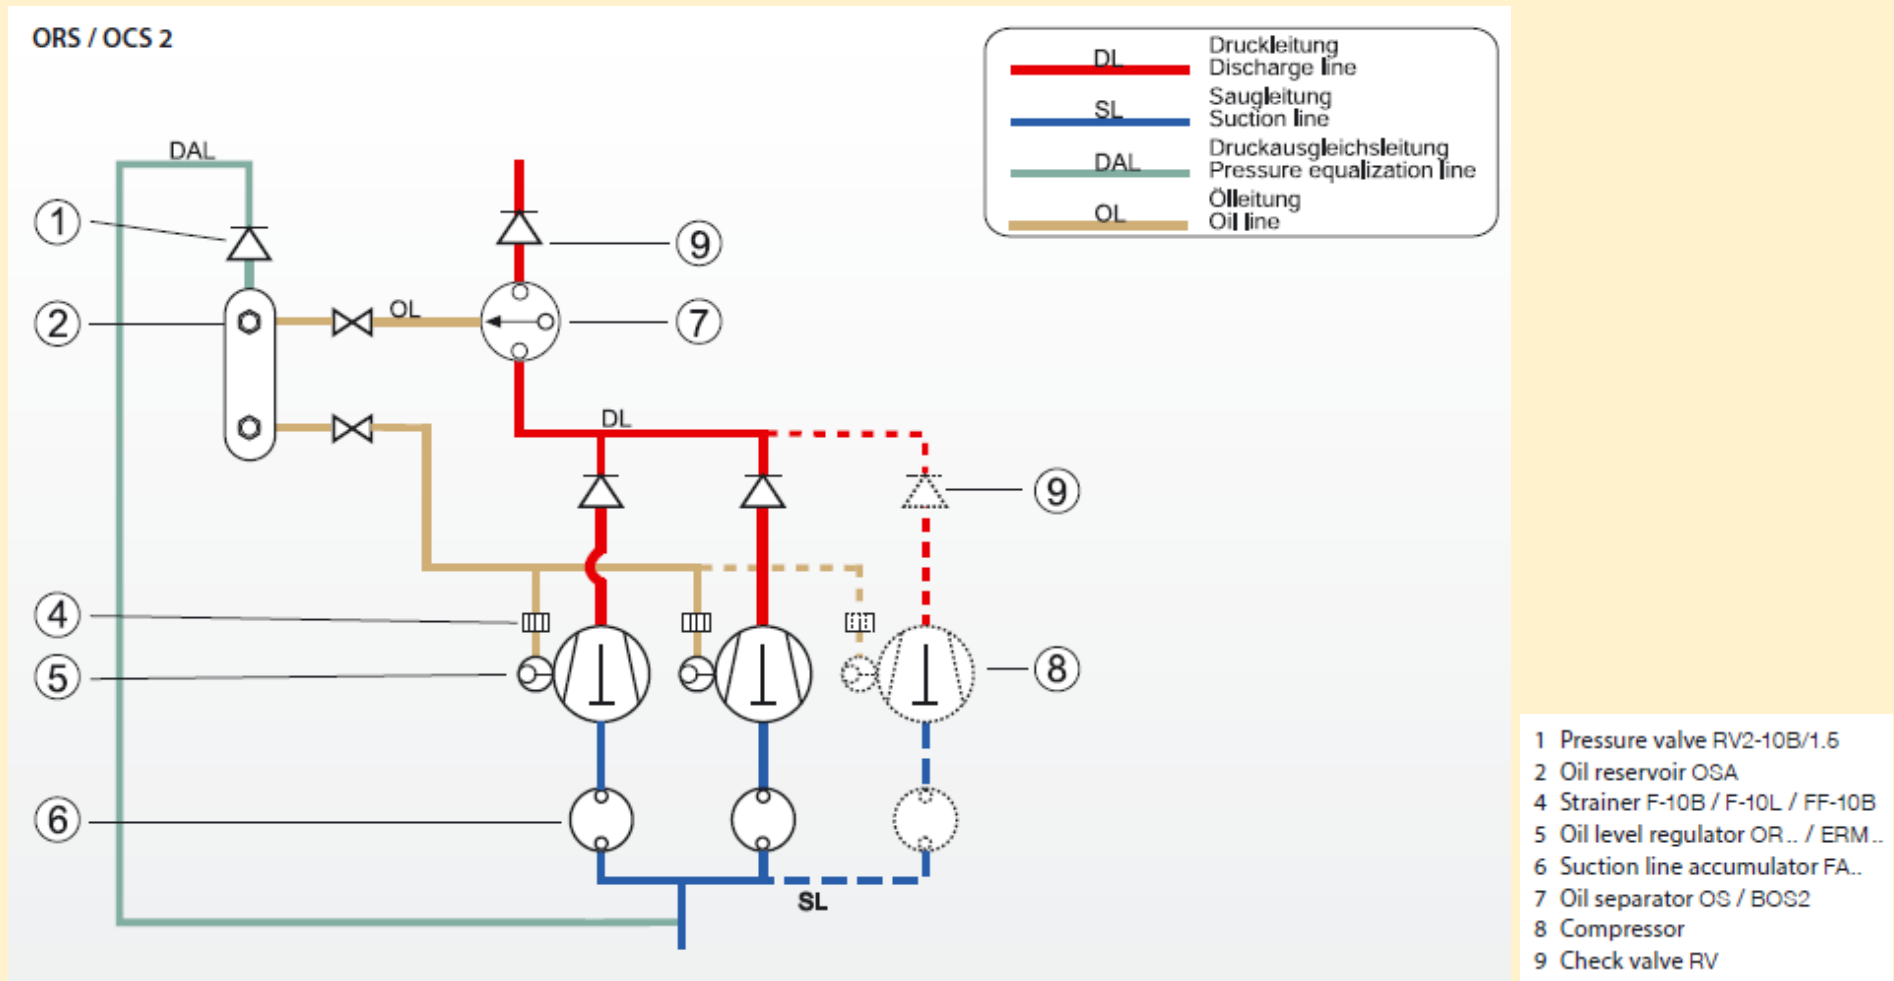 ORS / OCS 2
DL
Druckleitung
Discharge line
SL
Saugleitung
Suction line
DAL
Druckausgleichsleitung
Pressure equalization line
OL
Ölleitung
Oil line
DAL
1
9
2
OL
7
DL
9
4
5
8
6
SL
1 Pressure valve RV2-10B/1.5
2 Oil reservoir OSA
4 Strainer F-10B / F-10L / FF-10B
5 Oil level regulator OR.. / ERM..
6 Suction line accumulator FA..
7 Oil separator OS / BOS2
8 Compressor
9 Check valve RV